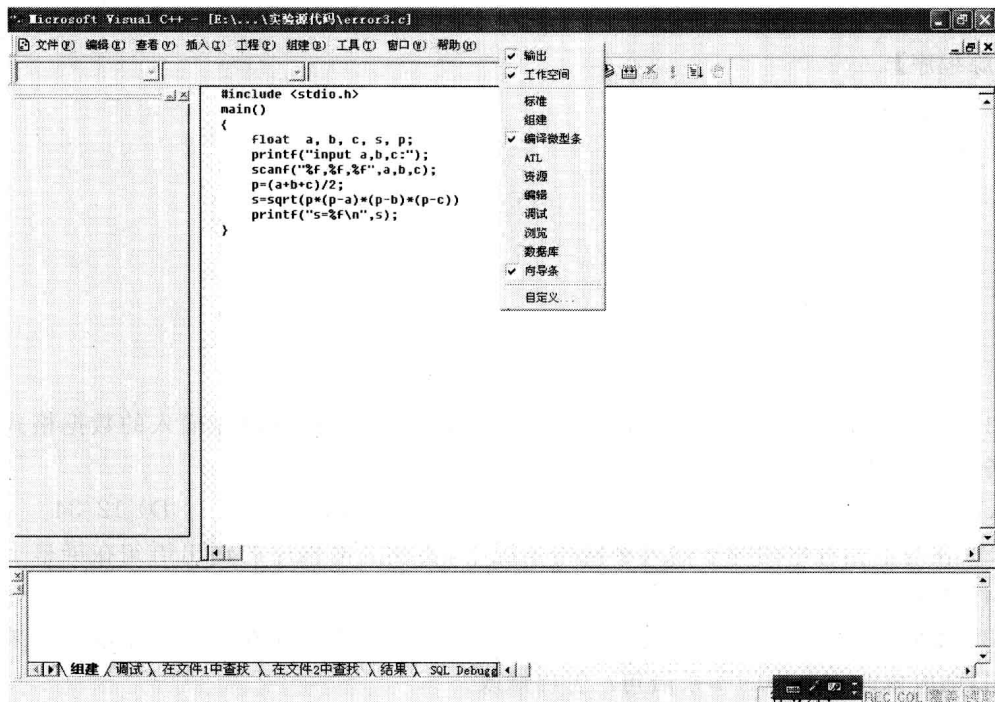 Microsoft Visual C++ - [E:\...\实验源代码\error3.c]
文件(F) 编辑(E) 查看(V) 插入(I) 工程(P) 组建(B) 工具(T) 窗口(W) 帮助(H)
输出
工作空间
标准
组建
编译微型条
ATL
资源
编辑
调试
浏览
数据库
向导条
自定义...
#include <stdio.h>
main()
{
float  a, b, c, s, p;
printf("input a,b,c:");
scanf("%f,%f,%f",a,b,c);
p=(a+b+c)/2;
s=sqrt(p*(p-a)*(p-b)*(p-c))
printf("s=%f\n",s);
}
组建 调试 在文件1中查找 在文件2中查找 结果 SQL Debugg
REC COL 覆盖 读取